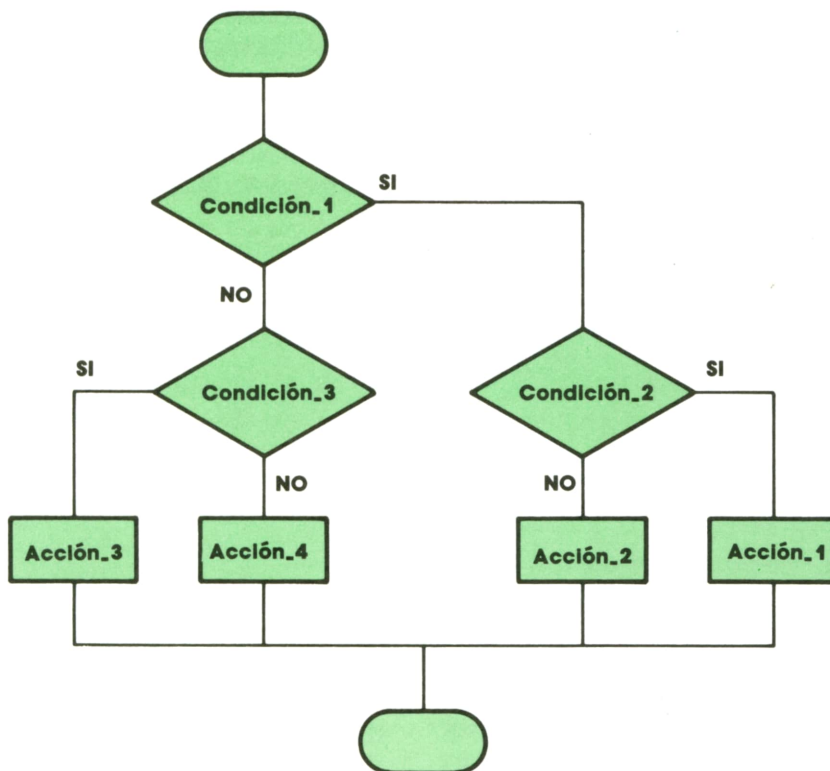 SI
Condición_1
NO
SI
Condición_3
Condición_2
SI
NO
NO
Acción_3
Acción_4
Acción_2
Acción_1